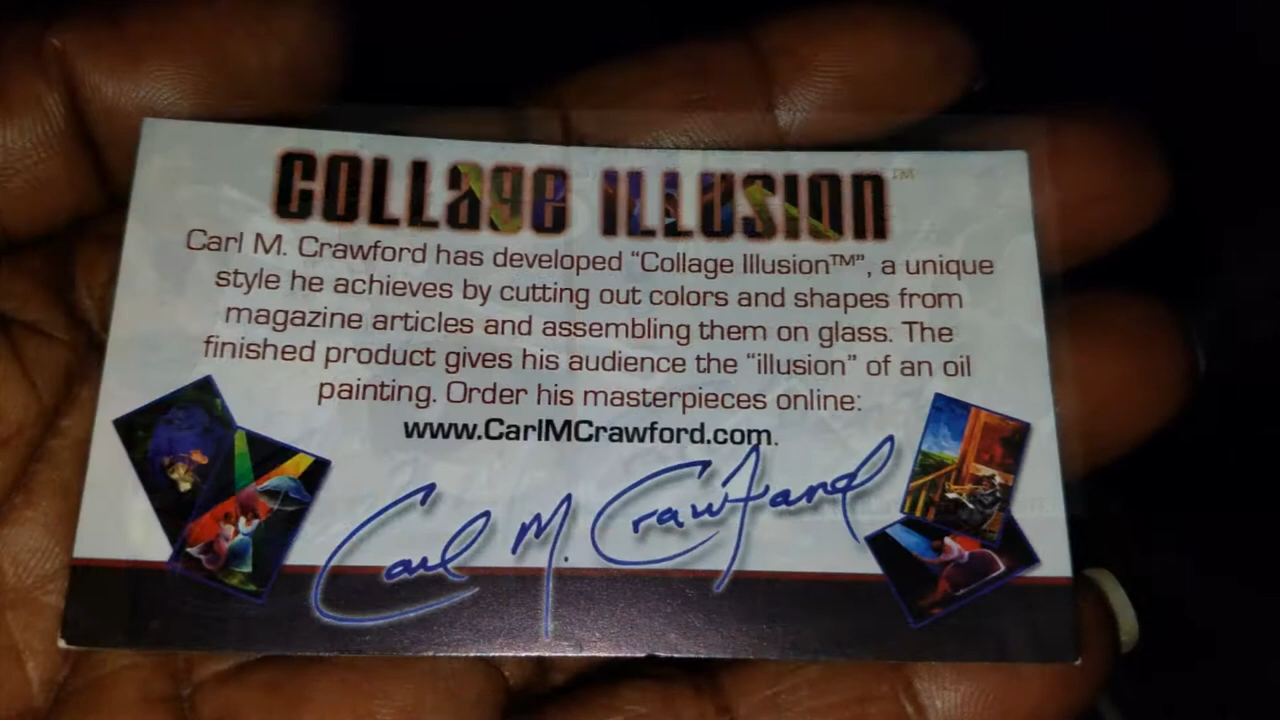 COLLage ILLUSION™
Carl M. Crawford has developed “Collage Illusion™”, a unique
style he achieves by cutting out colors and shapes from
magazine articles and assembling them on glass. The
finished product gives his audience the “illusion” of an oil
painting. Order his masterpieces online:
www.CarlMCrawford.com.
Carl M. Crawford